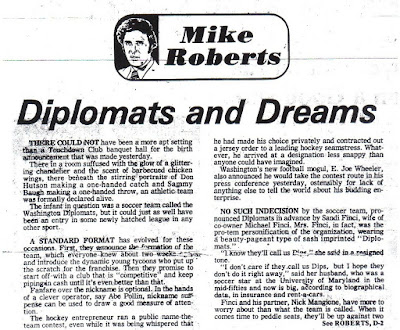 Mike
Roberts
Diplomats and Dreams
THERE COULD NOT have been a more apt setting
than a Touchdown Club banquet hall for the birth
announcement that was made yesterday.
There in a room suffused with the glow of a glitter-
ing chandelier and the scent of barbecued chicken
wings, there beneath the stirring portraits of Don
Hutson making a one-handed catch and Sammy
Baugh making a one-handed throw, an athletic team
was formally declared alive.
The infant in question was a soccer team called the
Washington Diplomats, but it could just as well have
been an entry in some newly hatched league in any
other sport.
A STANDARD FORMAT has evolved for these
occasions. First, they announce the formation of the
team, which everyone knew about two weeks
and introduce the dynamic young tycoons who put up
the scratch for the franchise. Then they promise to
start off with a club that is "competitive" and keep
pepping it up until it's even better than that.
Fanfare over the nickname is optional. In the hands
of a clever operator, say Abe Pollin, nickname sus-
pense can be used to draw a good measure of atten-
tion.
The hockey entrepreneur ran a public name-the-
team contest, even while it was being whispered that
he had made his choice privately and contracted out
a jersey order to a leading hockey seamstress. What-
ever, he arrived at a designation less snappy than
anyone could have imagined.
Washington's new football mogul, E. Joe Wheeler,
also announced he would take the contest route in his
press conference yesterday, ostensibly for lack of
anything else to tell the world about his budding en-
terprise.
NO SUCH INDECISION by the soccer team, pro-
nounced Diplomats in advance by Sandi Finci, wife of
co-owner Michael Finci. Mrs. Finci, in fact, was the
pro-tem personification of the organization, wearing
a beauty-pageant type of sash imprinted "Diplo-
mats."
"I know they'll call us Dips," she said in a resigned
tone.
"I don't care if they call us Dips, but I hope they
don't do it right away," said her husband, who was a
soccer star at the University of Maryland in the
mid-fifties and now is big, according to biographical
data, in insurance and rent-a-cars.
Finci and his partner, Nick Mangione, have more to
worry about than what the team is called. When it
comes time to peddle seats, they'll be up against two
See ROBERTS, D-2